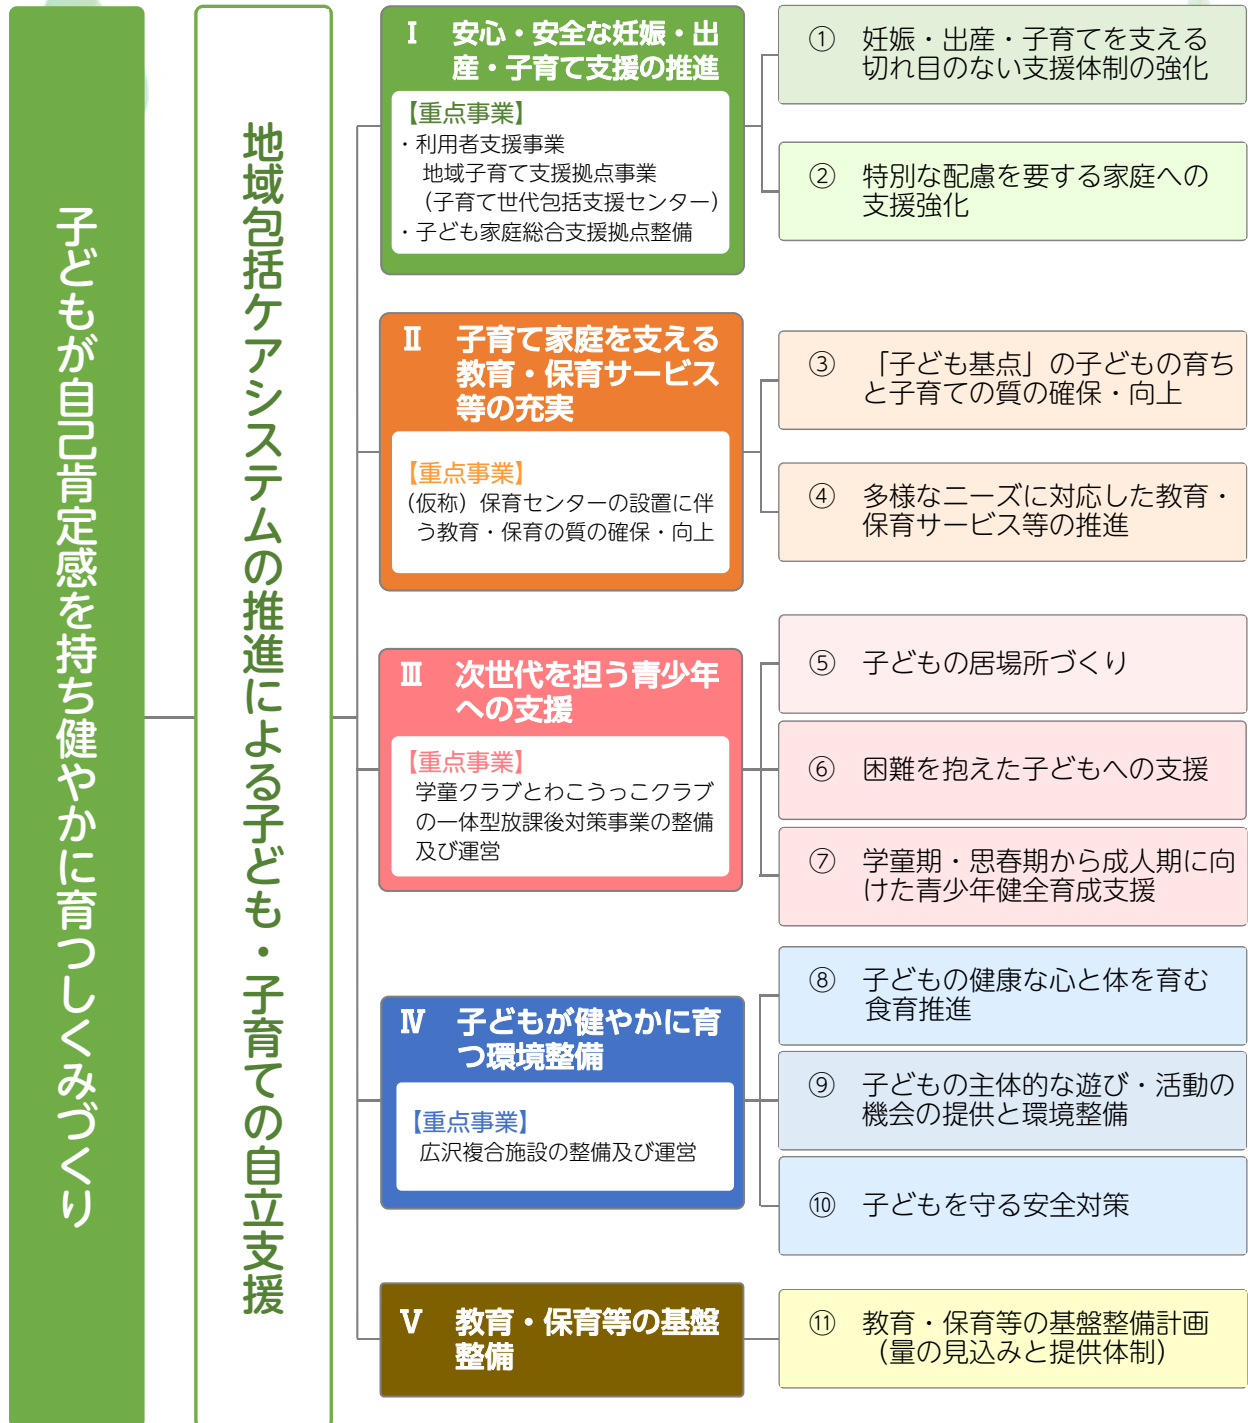 子どもが自己肯定感を持ち健やかに育つしくみづくり
地域包括ケアシステムの推進による子ども・子育ての自立支援
Ⅰ 安心・安全な妊娠・出
産・子育て支援の推進
【重点事業】
・利用者支援事業
地域子育て支援拠点事業
（子育て世代包括支援センター）
・子ども家庭総合支援拠点整備
① 妊娠・出産・子育てを支える
切れ目のない支援体制の強化
② 特別な配慮を要する家庭への
支援強化
Ⅱ 子育て家庭を支える
教育・保育サービス
等の充実
【重点事業】
（仮称）保育センターの設置に伴
う教育・保育の質の確保・向上
③ 「子ども基点」の子どもの育ち
と子育ての質の確保・向上
④ 多様なニーズに対応した教育・
保育サービス等の推進
Ⅲ 次世代を担う青少年
への支援
【重点事業】
学童クラブとわこうっこクラブ
の一体型放課後対策事業の整備
及び運営
⑤ 子どもの居場所づくり
⑥ 困難を抱えた子どもへの支援
⑦ 学童期・思春期から成人期に向
けた青少年健全育成支援
Ⅳ 子どもが健やかに育
つ環境整備
【重点事業】
広沢複合施設の整備及び運営
⑧ 子どもの健康な心と体を育む
食育推進
⑨ 子どもの主体的な遊び・活動の
機会の提供と環境整備
⑩ 子どもを守る安全対策
Ⅴ 教育・保育等の基盤
整備
⑪ 教育・保育等の基盤整備計画
（量の見込みと提供体制）